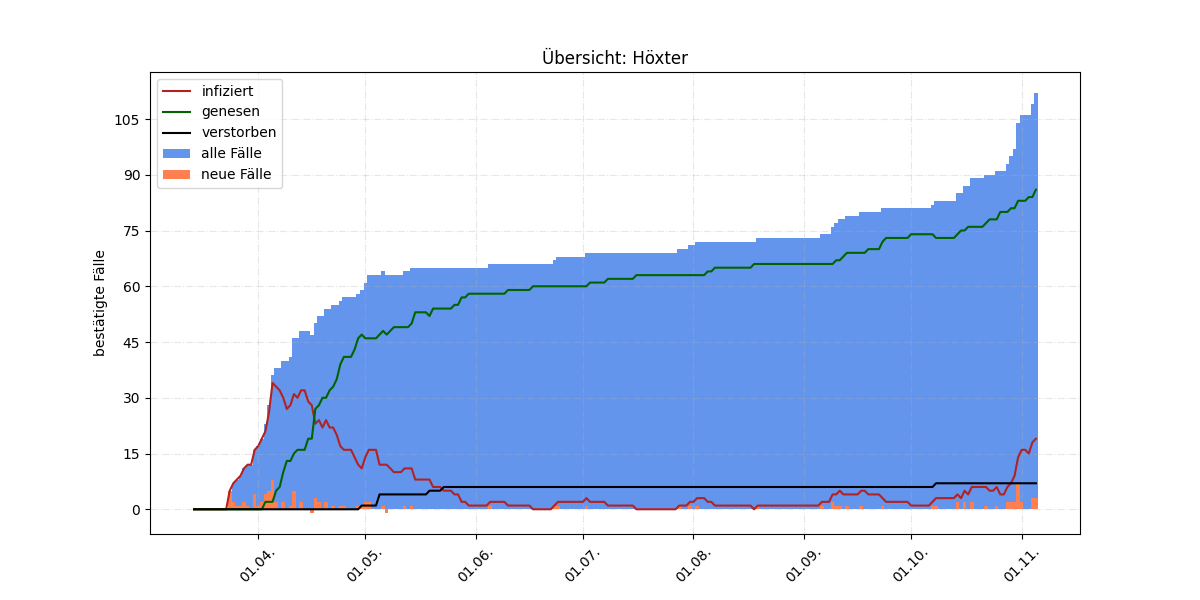 Übersicht: Höxter
infiziert
genesen
verstorben
alle Fälle
neue Fälle
bestätigte Fälle
105
90
75
60
45
30
15
0
01.04.
01.05.
01.06.
01.07.
01.08.
01.09.
01.10.
01.11.